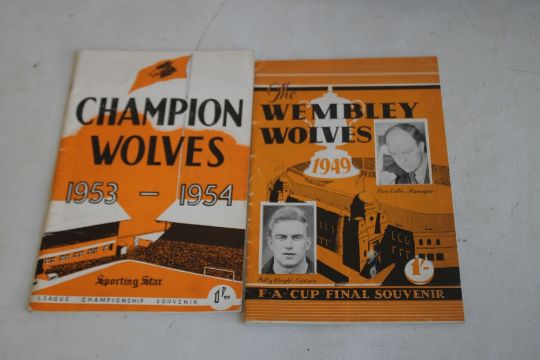 CHAMPION
WOLVES
1953 - 1954
Sporting Star
LEAGUE CHAMPIONSHIP SOUVENIR
1/-
The
WEMBLEY
WOLVES
1949
Stan Cullis, Manager
Billy Wright, Captain
1/-
F·A·CUP FINAL SOUVENIR